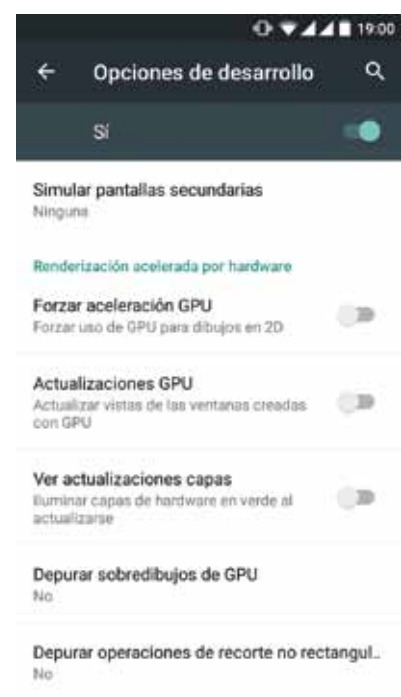 19:00
Opciones de desarrollo
Sí
Simular pantallas secundarias
Ninguna
Renderización acelerada por hardware
Forzar aceleración GPU
Forzar uso de GPU para dibujos en 2D
Actualizaciones GPU
Actualizar vistas de las ventanas creadas
con GPU
Ver actualizaciones capas
Iluminar capas de hardware en verde al
actualizarse
Depurar sobredibujos de GPU
No
Depurar operaciones de recorte no rectangul..
No